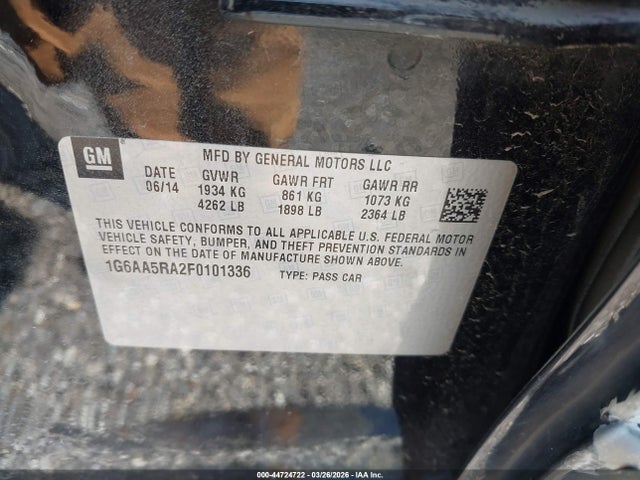 GM
MFD BY GENERAL MOTORS LLC
DATE GVWR GAWR FRT GAWR RR
06/14 1934 KG 861 KG 1073 KG
4262 LB 1898 LB 2364 LB
THIS VEHICLE CONFORMS TO ALL APPLICABLE U.S. FEDERAL MOTOR
VEHICLE SAFETY, BUMPER, AND THEFT PREVENTION STANDARDS IN
EFFECT ON THE DATE OF MANUFACTURE SHOWN ABOVE.
1G6AA5RA2F0101336 TYPE: PASS CAR
000-44724722 | 03/26/2026 | IAA Inc.